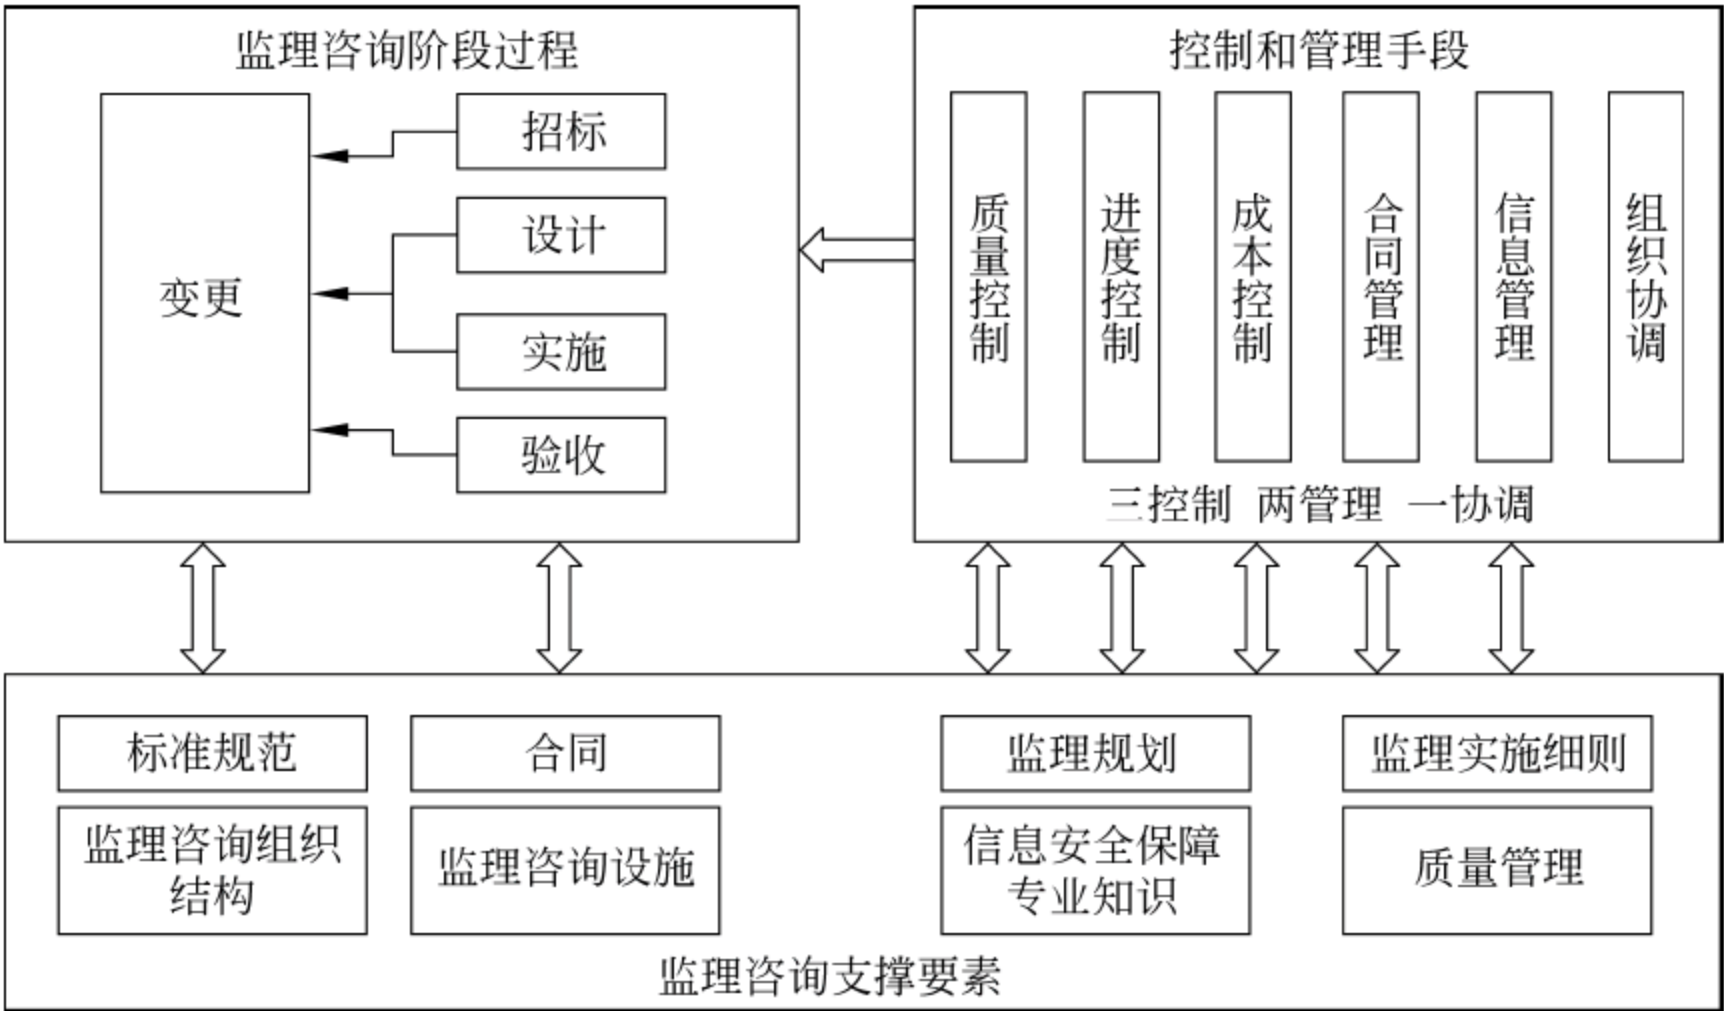 监理咨询阶段过程
变更
招标
设计
实施
验收
控制和管理手段
质量控制
进度控制
成本控制
合同管理
信息管理
组织协调
三控制 两管理 一协调
标准规范
合同
监理规划
监理实施细则
监理咨询组织
结构
监理咨询设施
信息安全保障
专业知识
质量管理
监理咨询支撑要素